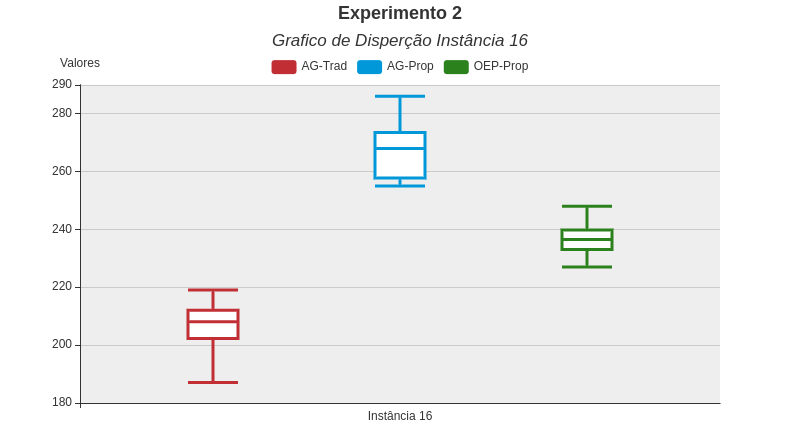 Experimento 2
Grafico de Disperção Instância 16
Valores
AG-Trad AG-Prop OEP-Prop
290
280
260
240
220
200
180
Instância 16